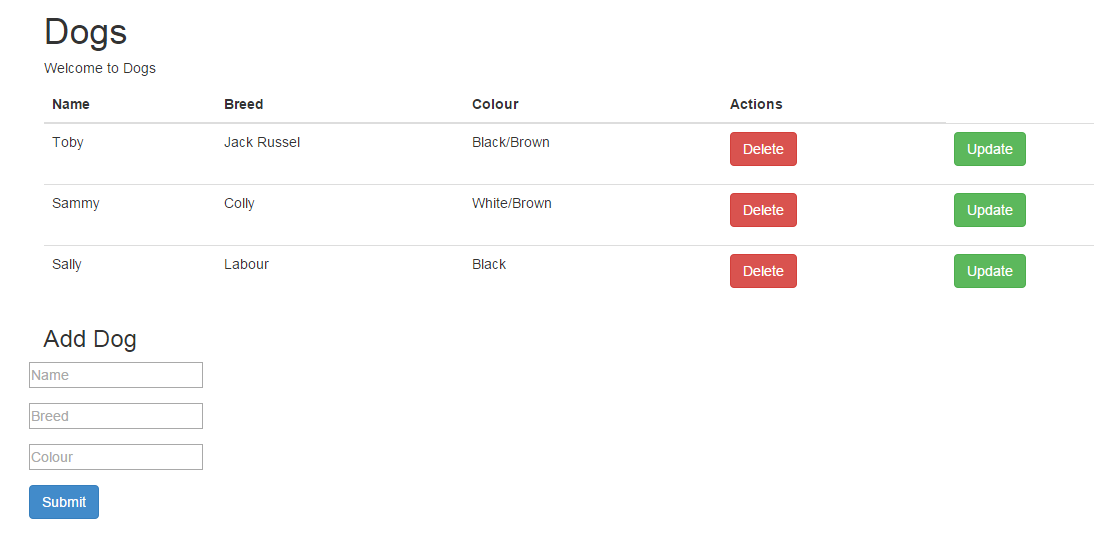 Dogs
Welcome to Dogs
Name Breed Colour Actions
Toby Jack Russel Black/Brown Delete Update
Sammy Colly White/Brown Delete Update
Sally Labour Black Delete Update
Add Dog
Name
Breed
Colour
Submit